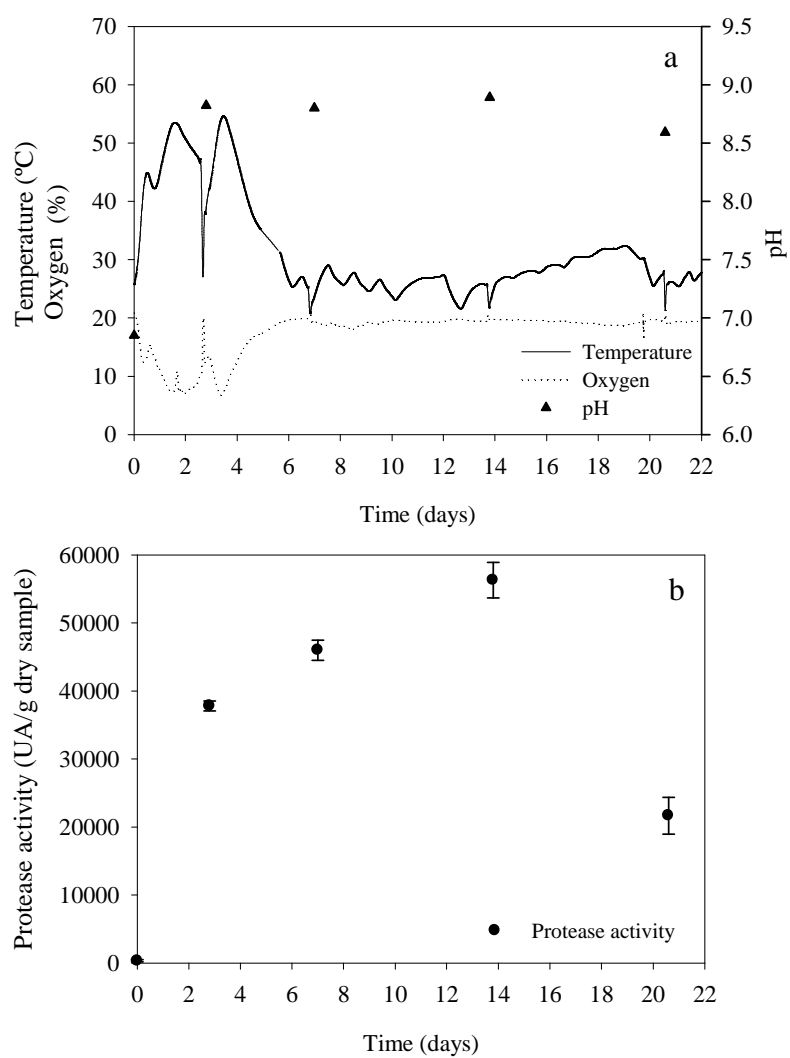 70
60
50
40
30
20
10
0
9.5
9.0
8.5
8.0
7.5
7.0
6.5
6.0
Temperature (ºC)
Oxygen (%)
pH
a
Temperature
Oxygen
pH
0 2 4 6 8 10 12 14 16 18 20 22
Time (days)
60000
50000
40000
30000
20000
10000
0
Protease activity (UA/g dry sample)
b
Protease activity
0 2 4 6 8 10 12 14 16 18 20 22
Time (days)